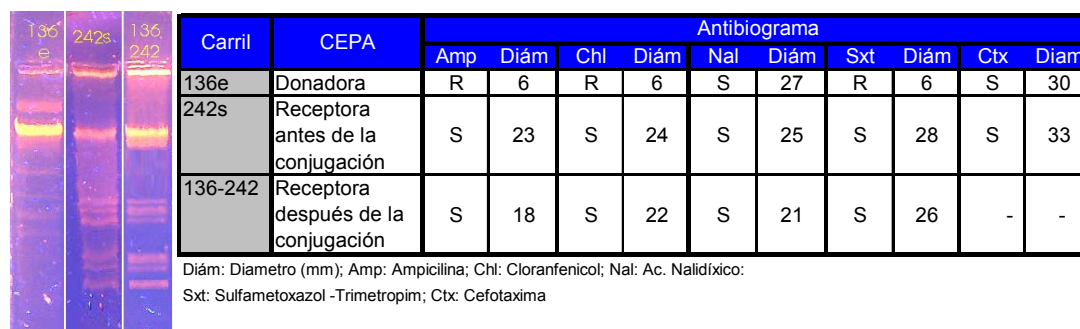 136 e 242s 136 242
Carril CEPA Antibiograma
Amp Diám Chl Diám Nal Diám Sxt Diám Ctx Diam
136e Donadora R 6 R 6 S 27 R 6 S 30
242s Receptora antes de la conjugación S 23 S 24 S 25 S 28 S 33
136-242 Receptora después de la conjugación S 18 S 22 S 21 S 26 - -
Diám: Diametro (mm); Amp: Ampicilina; Chl: Cloranfenicol; Nal: Ac. Nalidíxico:
Sxt: Sulfametoxazol -Trimetropim; Ctx: Cefotaxima